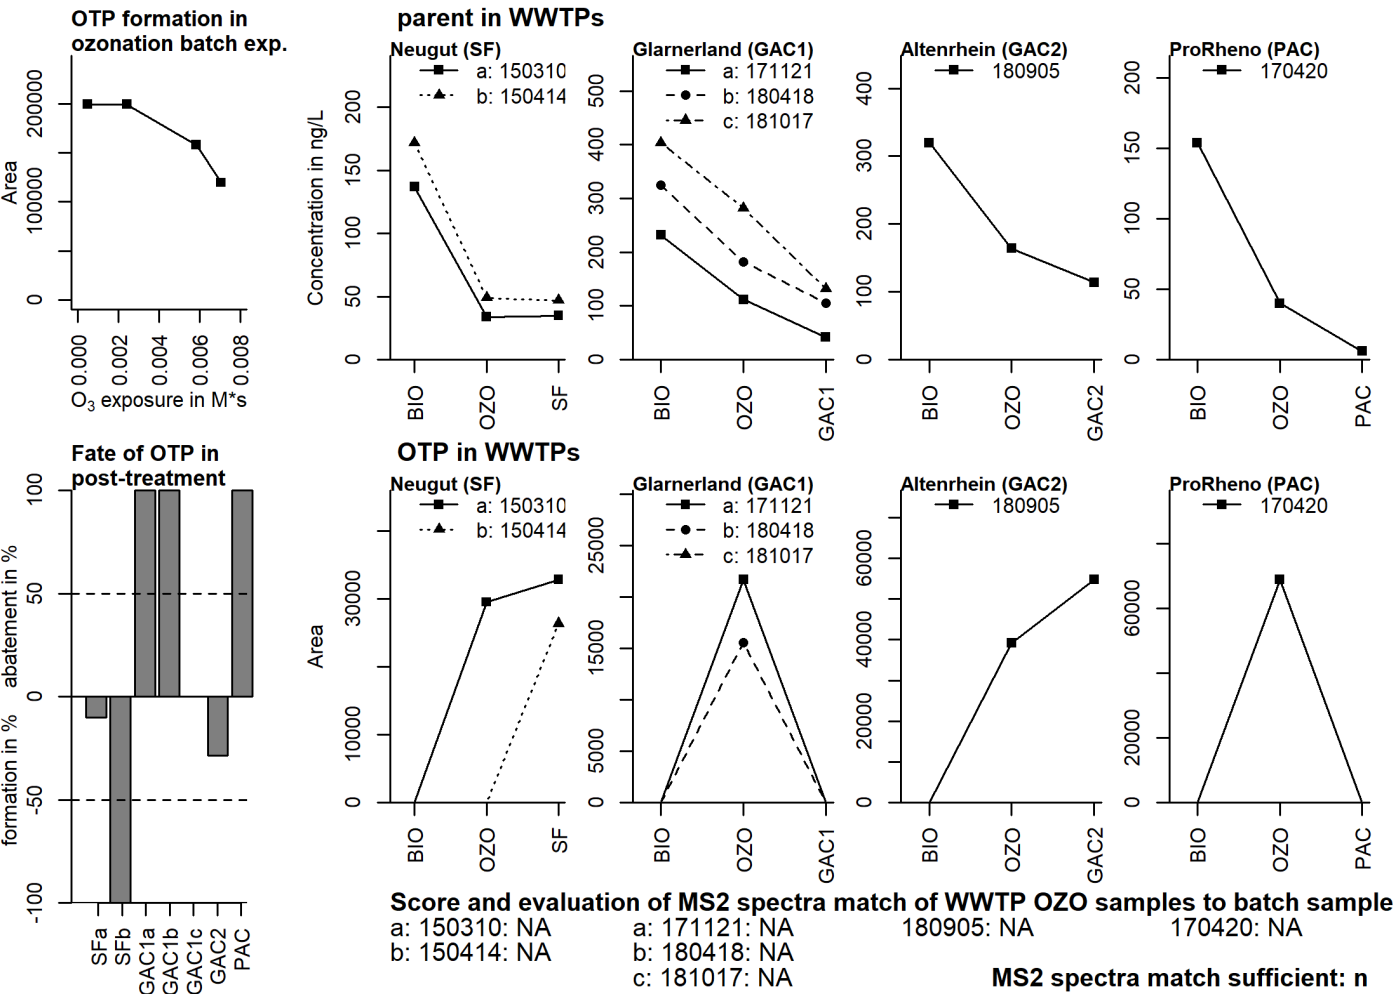 OTP formation in
ozonation batch exp.
Area
0
100000
200000
0.000
0.002
0.004
0.006
0.008
O3 exposure in M*s
parent in WWTPs
Neugut (SF)
a: 150310
b: 150414
Concentration in ng/L
0
50
100
150
200
BIO
OZO
SF
Glarnerland (GAC1)
a: 171121
b: 180418
c: 181017
0
100
200
300
400
500
BIO
OZO
GAC1
Altenrhein (GAC2)
180905
0
100
200
300
400
BIO
OZO
GAC2
ProRheno (PAC)
170420
0
50
100
150
200
BIO
OZO
PAC
Fate of OTP in
post-treatment
formation in %
abatement in %
-100
-50
0
50
100
SFa
SFb
GAC1a
GAC1b
GAC1c
GAC2
PAC
OTP in WWTPs
Neugut (SF)
a: 150310
b: 150414
Area
0
10000
30000
BIO
OZO
SF
Glarnerland (GAC1)
a: 171121
b: 180418
c: 181017
0
5000
15000
25000
BIO
OZO
GAC1
Altenrhein (GAC2)
180905
0
20000
40000
60000
BIO
OZO
GAC2
ProRheno (PAC)
170420
0
20000
60000
BIO
OZO
PAC
Score and evaluation of MS2 spectra match of WWTP OZO samples to batch sample
a: 150310: NA
b: 150414: NA
a: 171121: NA
b: 180418: NA
c: 181017: NA
180905: NA
170420: NA
MS2 spectra match sufficient: n